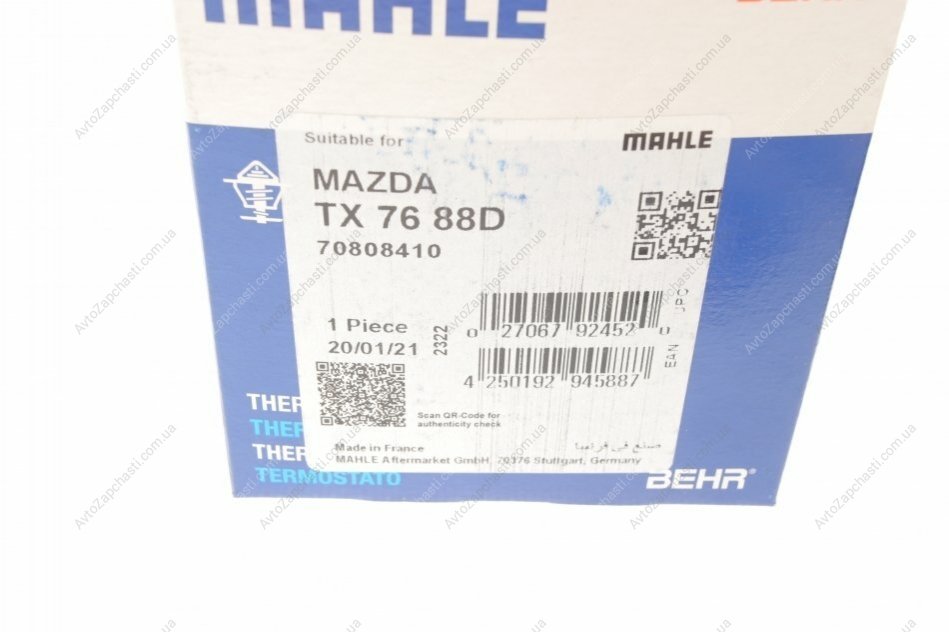 MAHLE
BEHR
Suitable for
MAHLE
MAZDA
TX 76 88D
70808410
UPC
0 27067 92452 0
1 Piece
20/01/21
2322
EAN
4 250192 945887
Scan QR-Code for
authenticity check
THER
THER
THER
TERMOSTATO
Made in France
صنع في فرنسا
MAHLE Aftermarket GmbH, 70376 Stuttgart, Germany
BEHR®
AvtoZapchasti.com.ua